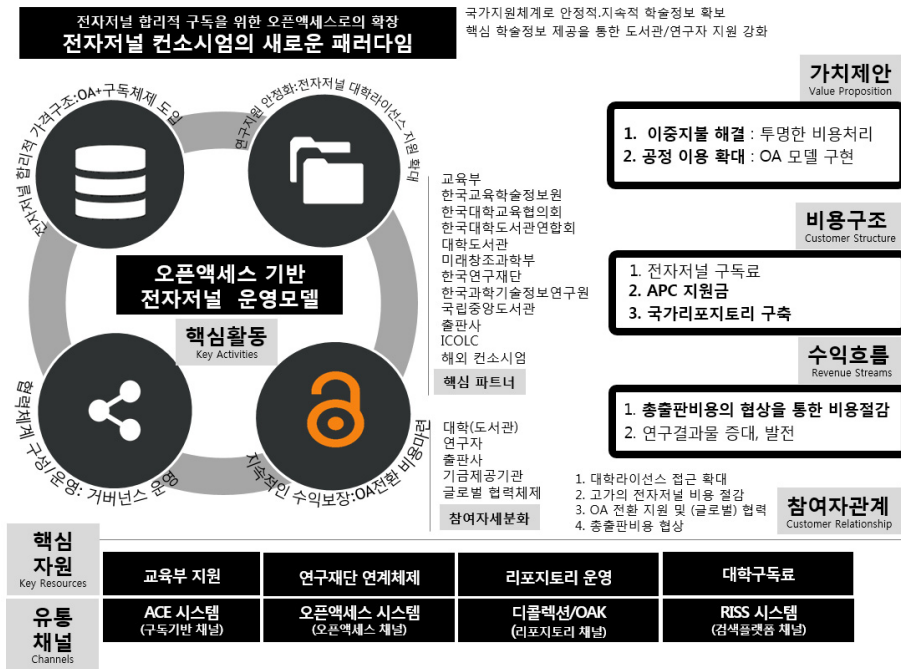 전자저널 합리적 구독을 위한 오픈액세스로의 확장
전자저널 컨소시엄의 새로운 패러다임
국가지원체계로 안정적.지속적 학술정보 확보
핵심 학술정보 제공을 통한 도서관/연구자 지원 강화
전자저널 합리적 가격구조:OA+구독체제 도입
연구지원 안정화:전자저널 대학라이선스 지원 확대
오픈액세스 기반
전자저널 운영모델
핵심활동
Key Activities
협력체계 구성/운영: 거버넌스 운영
지속적인 수익보장:OA전환 비용마련
교육부
한국교육학술정보원
한국대학교육협의회
한국대학도서관연합회
대학도서관
미래창조과학부
한국연구재단
한국과학기술정보연구원
국립중앙도서관
출판사
ICOLC
해외 컨소시엄
핵심 파트너
대학(도서관)
연구자
출판사
기금제공기관
글로벌 협력체제
참여자세분화
가치제안
Value Proposition
1. 이중지불 해결 : 투명한 비용처리
2. 공정 이용 확대 : OA 모델 구현
비용구조
Customer Structure
1. 전자저널 구독료
2. APC 지원금
3. 국가리포지토리 구축
수익흐름
Revenue Streams
1. 총출판비용의 협상을 통한 비용절감
2. 연구결과물 증대, 발전
1. 대학라이선스 접근 확대
2. 고가의 전자저널 비용 절감
3. OA 전환 지원 및 (글로벌) 협력
4. 총출판비용 협상
참여자관계
Customer Relationship
핵심
자원
Key Resources
교육부 지원
연구재단 연계체제
리포지토리 운영
대학구독료
유통
채널
Channels
ACE 시스템
(구독기반 채널)
오픈액세스 시스템
(오픈액세스 채널)
디콜렉션/OAK
(리포지토리 채널)
RISS 시스템
(검색플랫폼 채널)